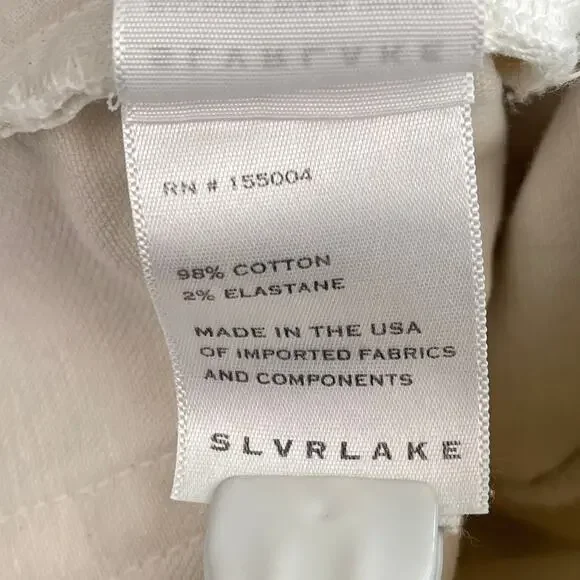 RN # 155004
98% COTTON
2% ELASTANE
MADE IN THE USA
OF IMPORTED FABRICS
AND COMPONENTS
SLVRLAKE